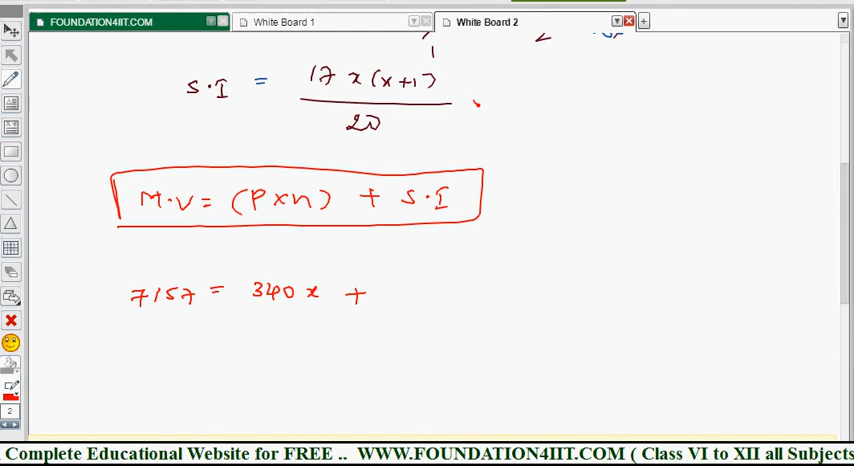 FOUNDATION4IIT.COM White Board 1 White Board 2
S.I = 17 x(x+1) / 20
M.V = (P×n) + S.I
7157 = 340 x +
2
Complete Educational Website for FREE .. WWW.FOUNDATION4IIT.COM ( Class VI to XII all Subjects